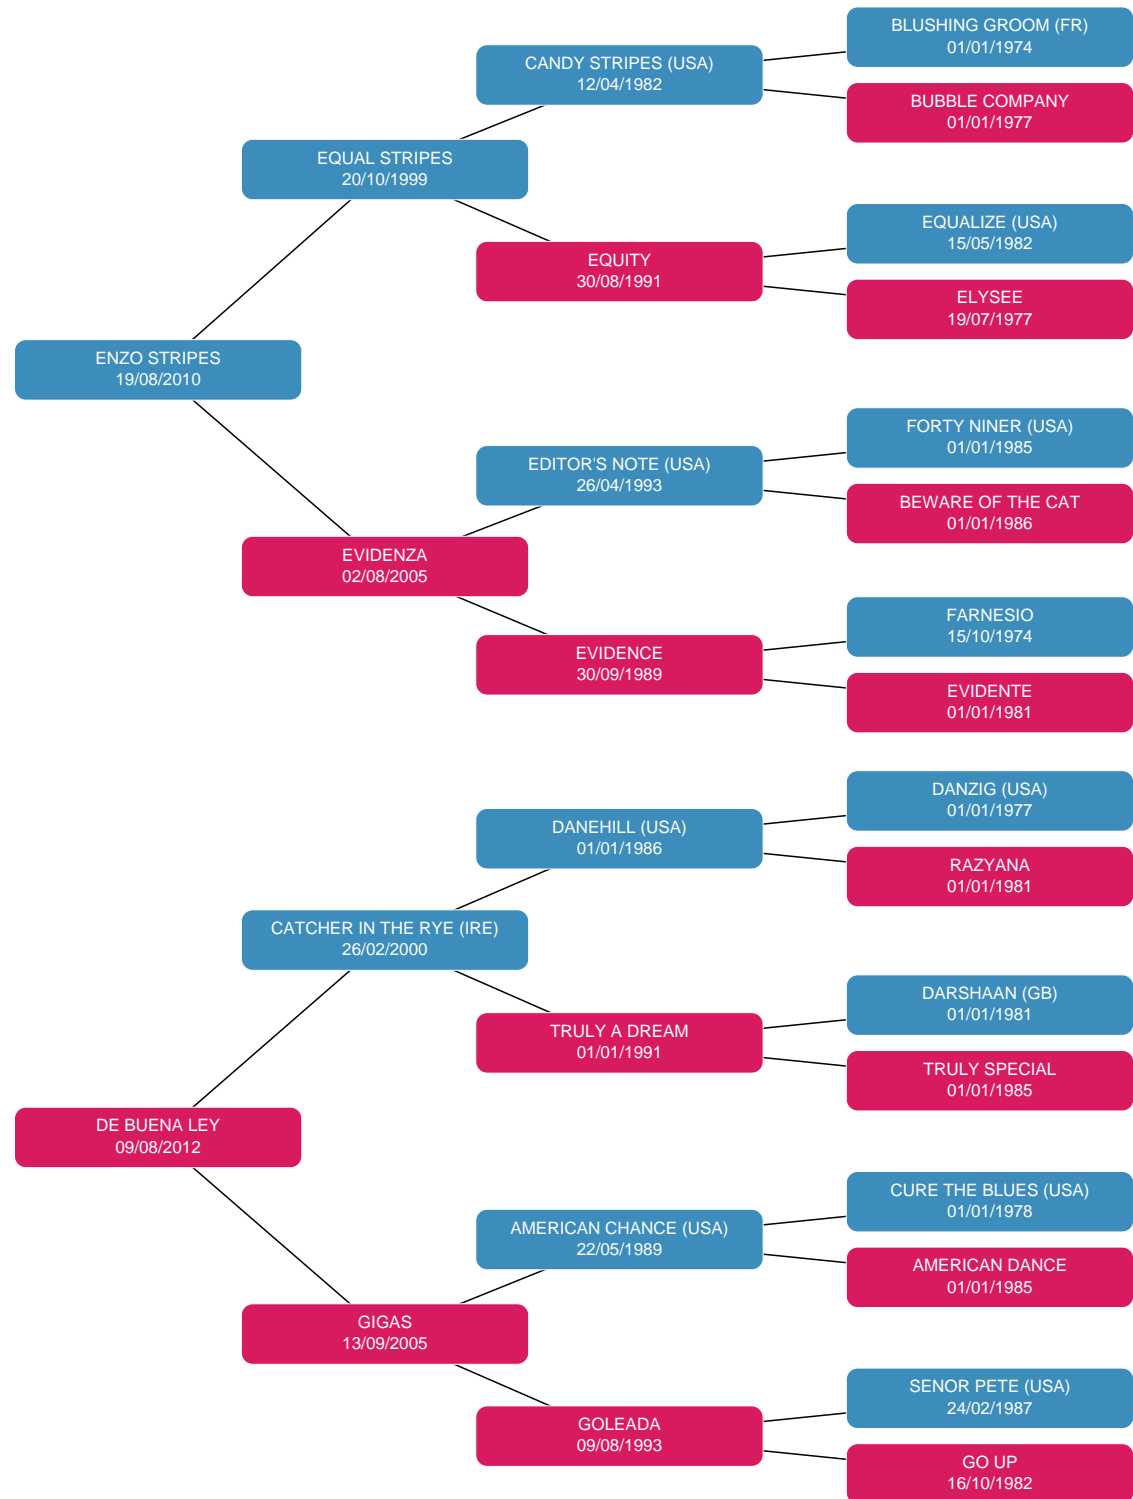 BLUSHING GROOM (FR)
01/01/1974
CANDY STRIPES (USA)
12/04/1982
BUBBLE COMPANY
01/01/1977
EQUAL STRIPES
20/10/1999
EQUALIZE (USA)
15/05/1982
EQUITY
30/08/1991
ELYSEE
19/07/1977
ENZO STRIPES
19/08/2010
FORTY NINER (USA)
01/01/1985
EDITOR'S NOTE (USA)
26/04/1993
BEWARE OF THE CAT
01/01/1986
EVIDENZA
02/08/2005
FARNESIO
15/10/1974
EVIDENCE
30/09/1989
EVIDENTE
01/01/1981
DANZIG (USA)
01/01/1977
DANEHILL (USA)
01/01/1986
RAZYANA
01/01/1981
CATCHER IN THE RYE (IRE)
26/02/2000
DARSHAAN (GB)
01/01/1981
TRULY A DREAM
01/01/1991
TRULY SPECIAL
01/01/1985
DE BUENA LEY
09/08/2012
CURE THE BLUES (USA)
01/01/1978
AMERICAN CHANCE (USA)
22/05/1989
AMERICAN DANCE
01/01/1985
GIGAS
13/09/2005
SENOR PETE (USA)
24/02/1987
GOLEADA
09/08/1993
GO UP
16/10/1982